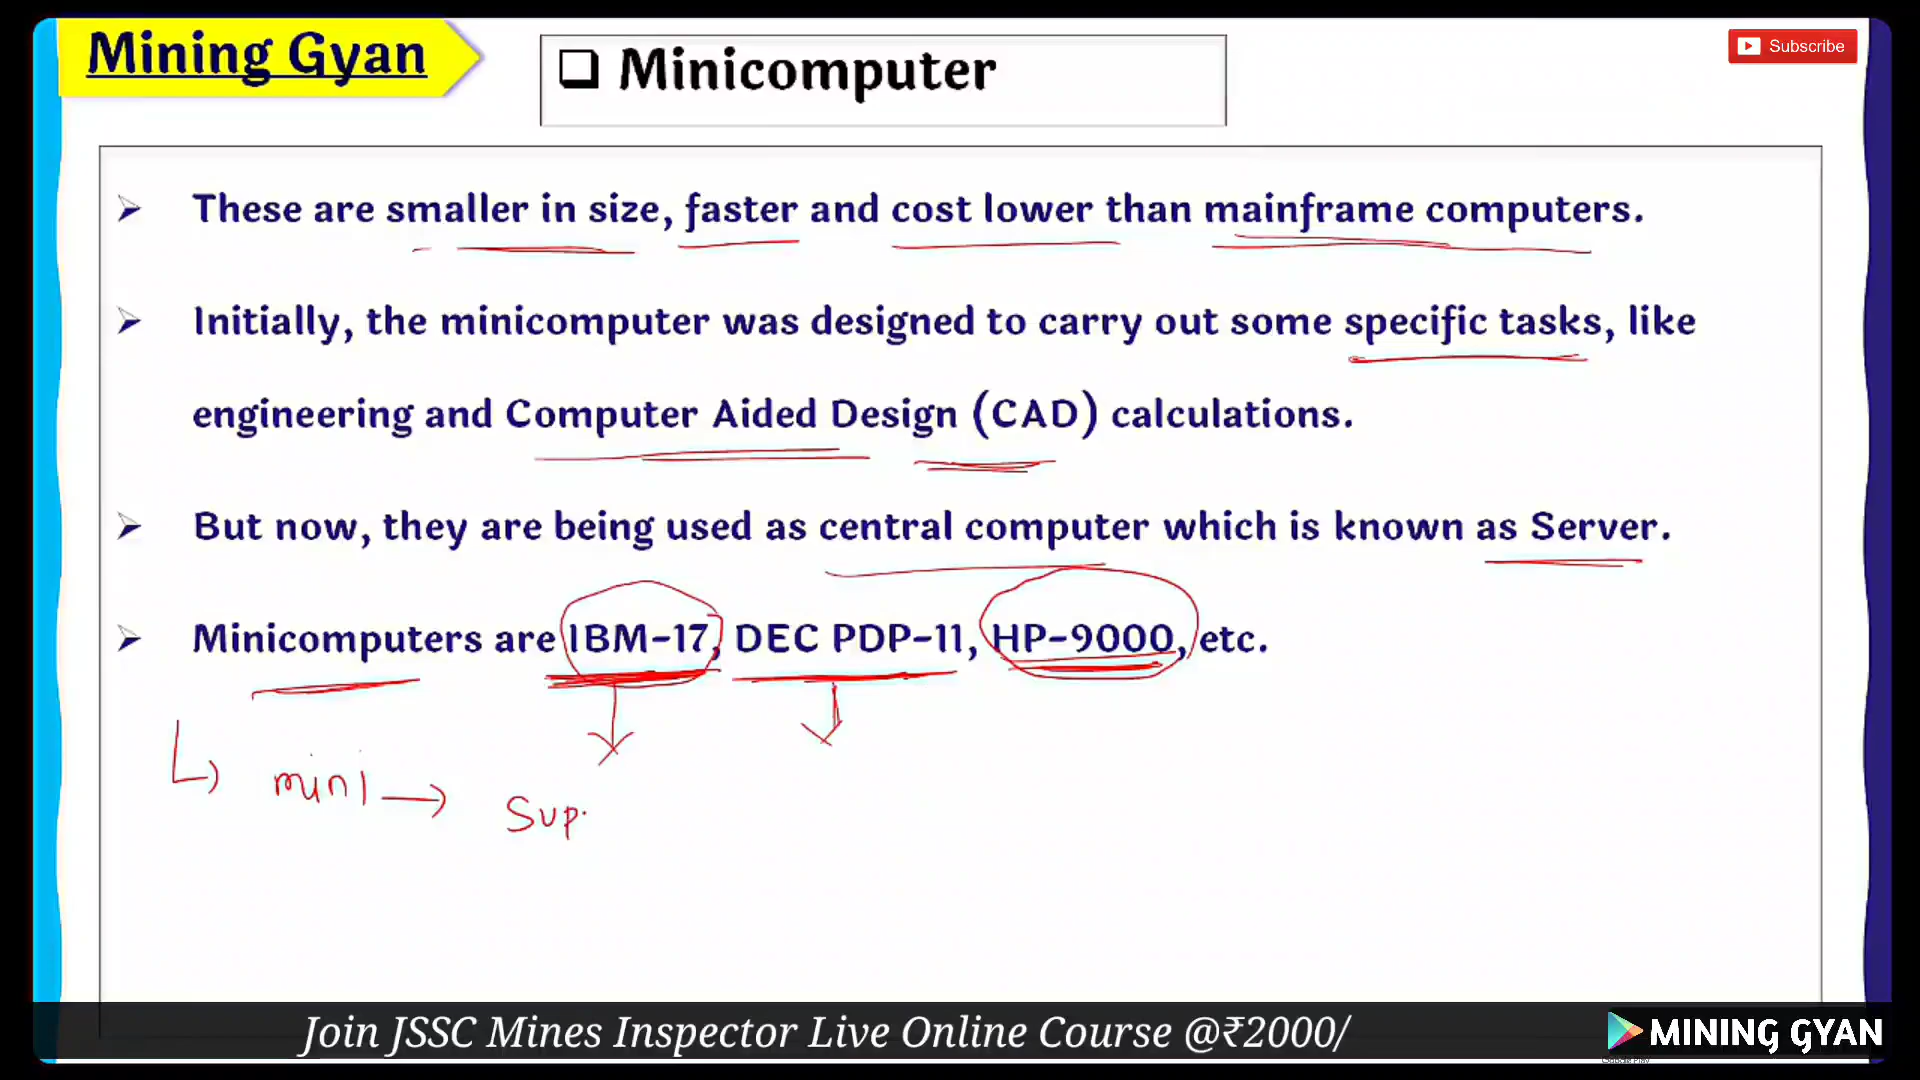 Mining Gyan
Minicomputer
Subscribe
These are smaller in size, faster and cost lower than mainframe computers.
Initially, the minicomputer was designed to carry out some specific tasks, like
engineering and Computer Aided Design (CAD) calculations.
But now, they are being used as central computer which is known as Server.
Minicomputers are IBM-17, DEC PDP-11, HP-9000, etc.
mini → Sup.
Join JSSC Mines Inspector Live Online Course @₹2000/
MINING GYAN
Google Play